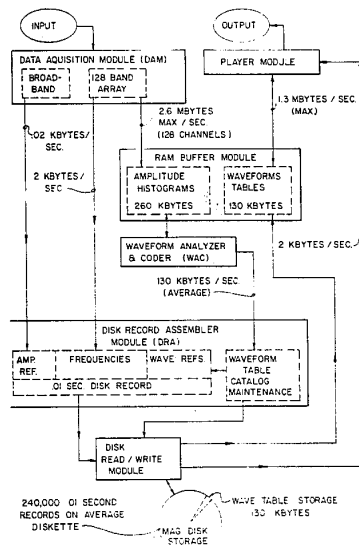 INPUT
OUTPUT
DATA AQUISITION MODULE (DAM)
BROAD-
BAND
128 BAND
ARRAY
PLAYER MODULE
.02 KBYTES/
SEC.
2.6 MBYTES
MAX / SEC.
(128 CHANNELS)
1.3 MBYTES / SEC.
(MAX.)
2 KBYTES/
SEC
RAM BUFFER MODULE
AMPLITUDE
HISTOGRAMS
260 KBYTES
WAVEFORMS
TABLES
130 KBYTES
WAVEFORM ANALYZER
& CODER (WAC)
2 KBYTES / SEC.
130 KBYTES / SEC.
(AVERAGE)
DISK RECORD ASSEMBLER
MODULE (DRA)
AMP.
REF.
FREQUENCIES
WAVE REFS.
.01 SEC. DISK RECORD
WAVEFORM
TABLE
CATALOG
MAINTENANCE
DISK
READ / WRITE
MODULE
240,000 .01 SECOND
RECORDS ON AVERAGE
DISKETTE
WAVE TABLE STORAGE
130 KBYTES
MAG DISK
STORAGE